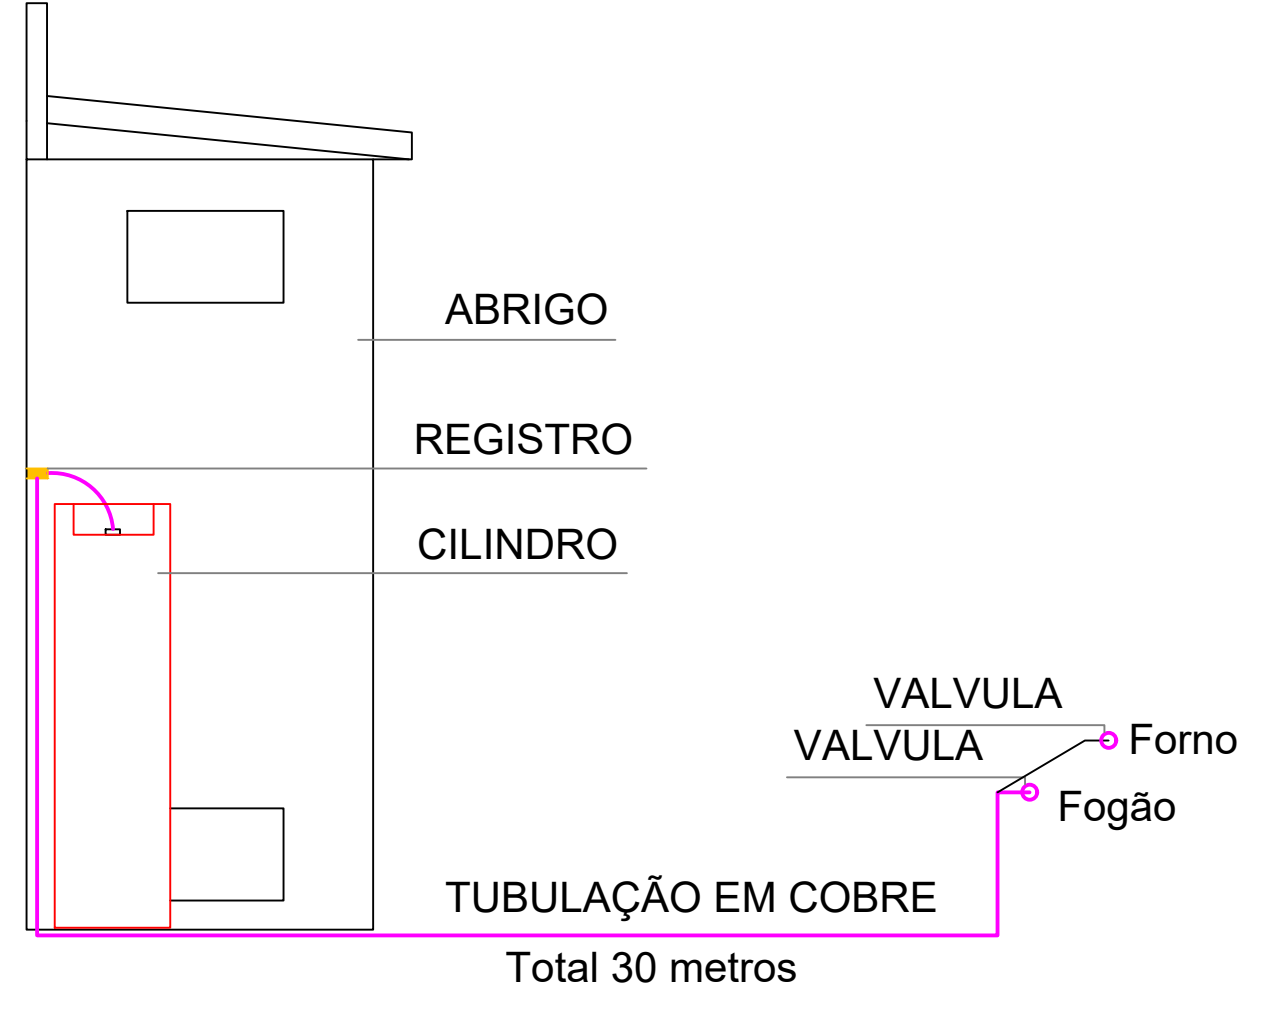 ABRIGO
REGISTRO
CILINDRO
VALVULA
Forno
VALVULA
Fogão
TUBULAÇÃO EM COBRE
Total 30 metros